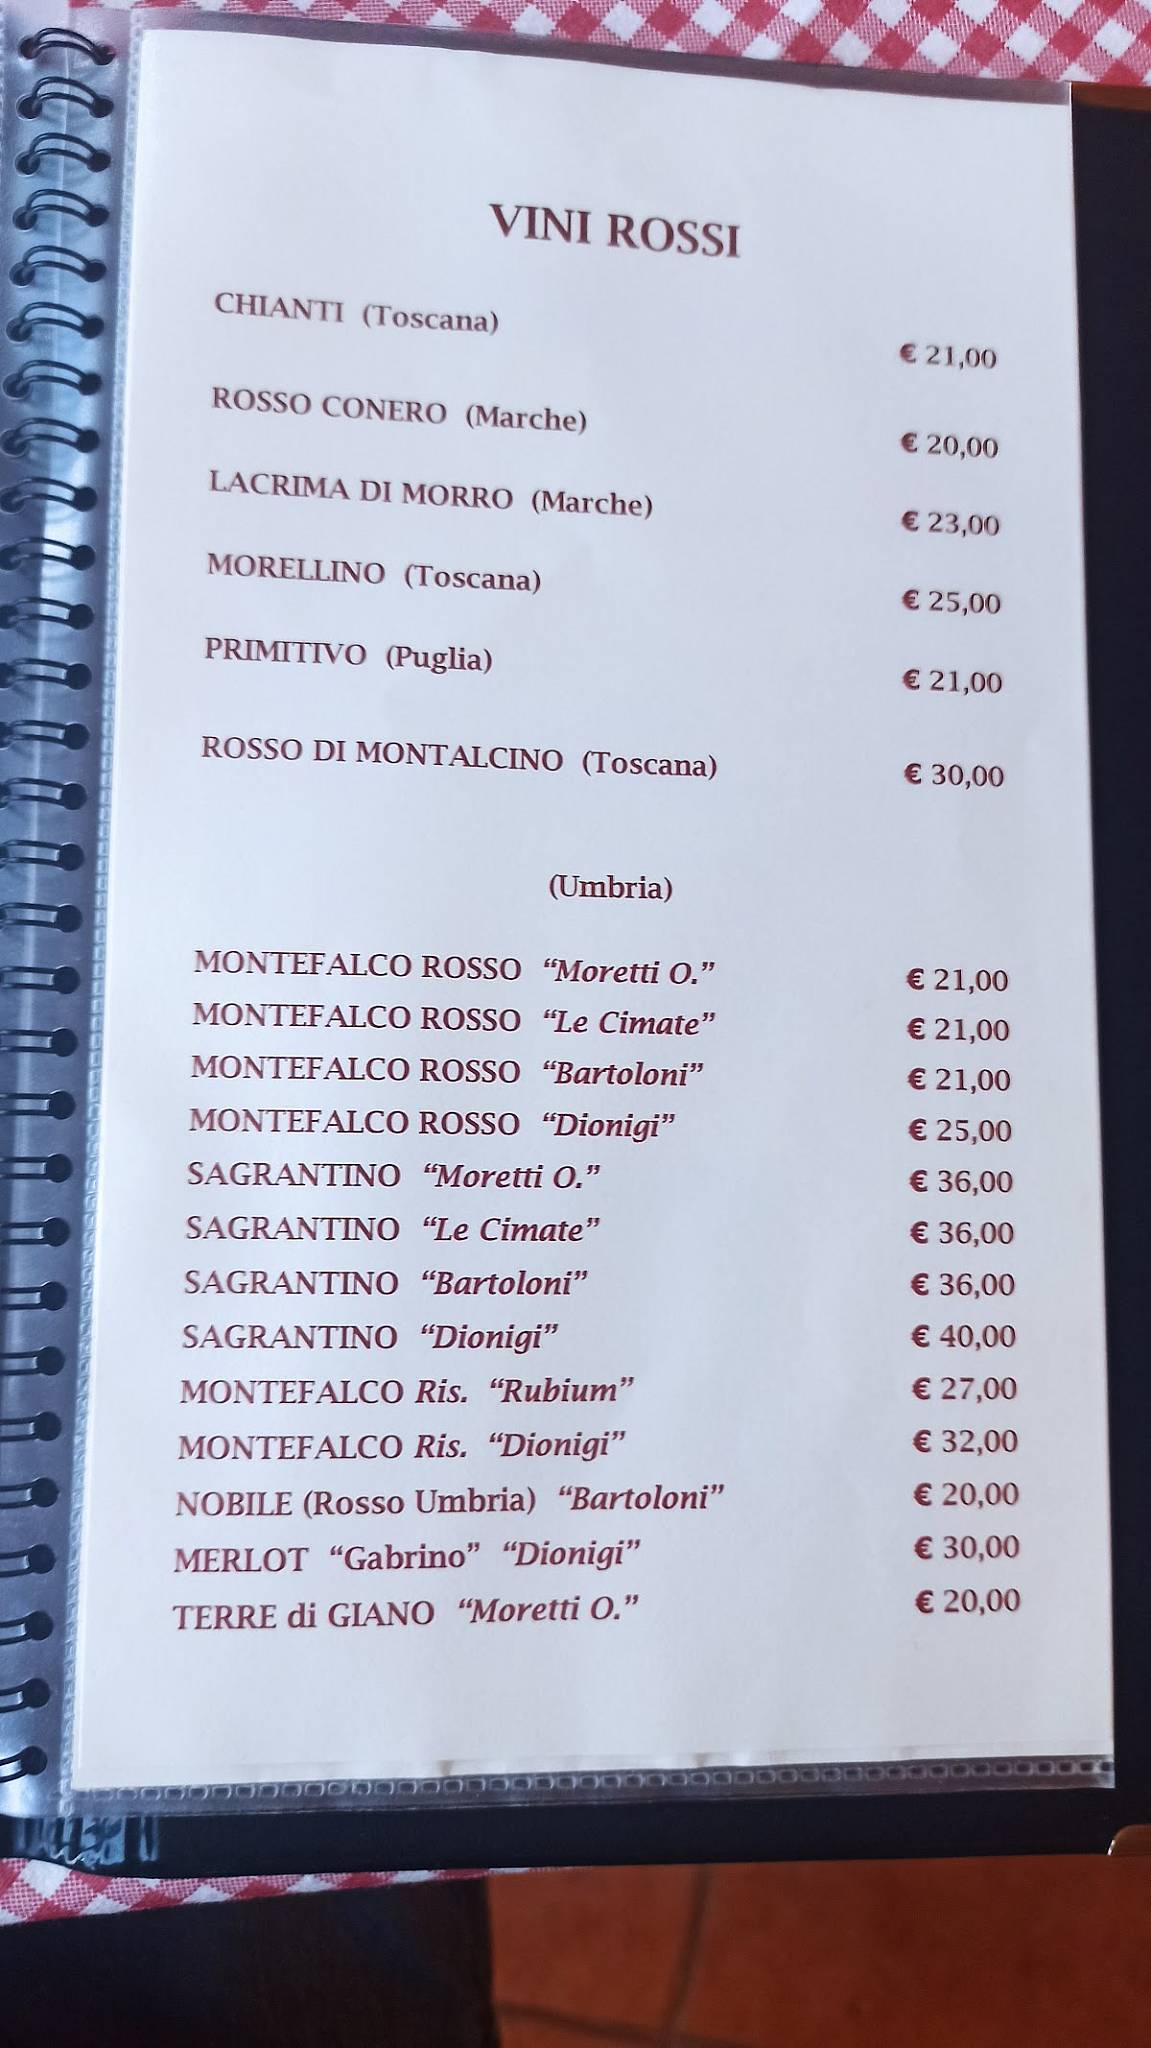 VINI ROSSI
CHIANTI (Toscana) € 21,00
ROSSO CONERO (Marche) € 20,00
LACRIMA DI MORRO (Marche) € 23,00
MORELLINO (Toscana) € 25,00
PRIMITIVO (Puglia) € 21,00
ROSSO DI MONTALCINO (Toscana) € 30,00
(Umbria)
MONTEFALCO ROSSO “Moretti O.” € 21,00
MONTEFALCO ROSSO “Le Cimate” € 21,00
MONTEFALCO ROSSO “Bartoloni” € 21,00
MONTEFALCO ROSSO “Dionigi” € 25,00
SAGRANTINO “Moretti O.” € 36,00
SAGRANTINO “Le Cimate” € 36,00
SAGRANTINO “Bartoloni” € 36,00
SAGRANTINO “Dionigi” € 40,00
MONTEFALCO Ris. “Rubium” € 27,00
MONTEFALCO Ris. “Dionigi” € 32,00
NOBILE (Rosso Umbria) “Bartoloni” € 20,00
MERLOT “Gabrino” “Dionigi” € 30,00
TERRE di GIANO “Moretti O.” € 20,00